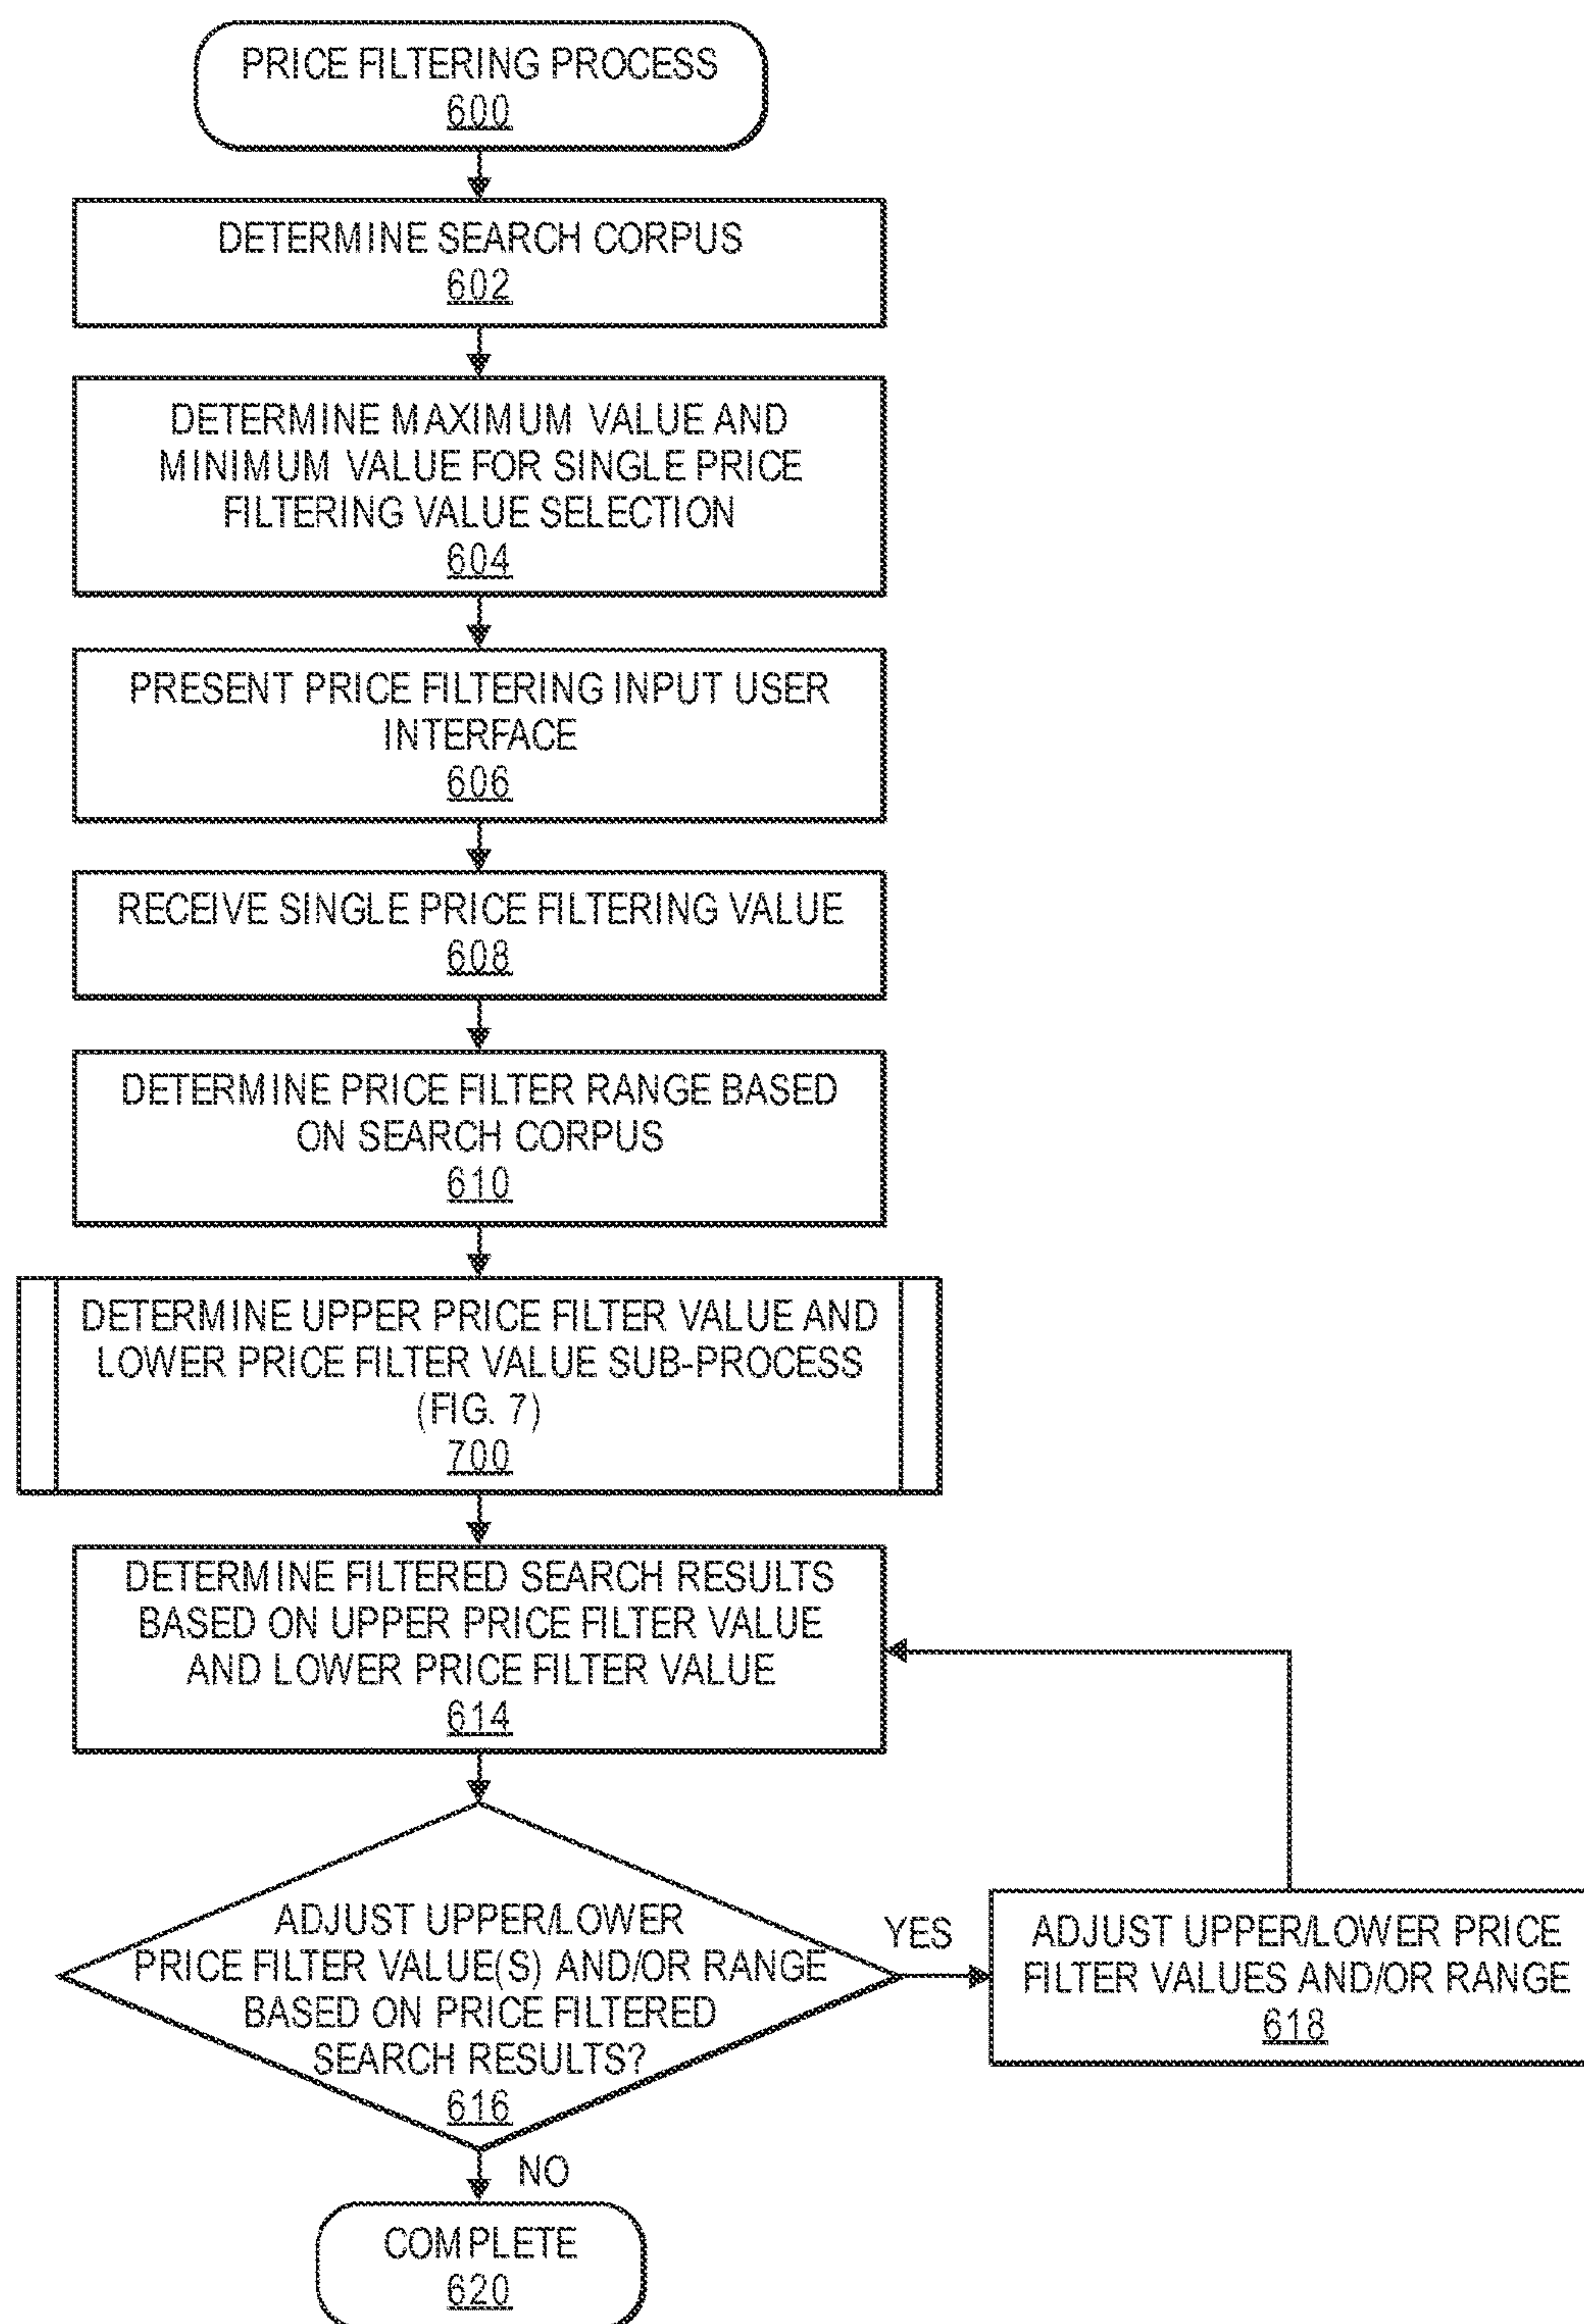 PRICE FILTERING PROCESS
600
DETERMINE SEARCH CORPUS
602
DETERMINE MAXIMUM VALUE AND
MINIMUM VALUE FOR SINGLE PRICE
FILTERING VALUE SELECTION
604
PRESENT PRICE FILTERING INPUT USER
INTERFACE
606
RECEIVE SINGLE PRICE FILTERING VALUE
608
DETERMINE PRICE FILTER RANGE BASED
ON SEARCH CORPUS
610
DETERMINE UPPER PRICE FILTER VALUE AND
LOWER PRICE FILTER VALUE SUB-PROCESS
(FIG. 7)
700
DETERMINE FILTERED SEARCH RESULTS
BASED ON UPPER PRICE FILTER VALUE
AND LOWER PRICE FILTER VALUE
614
ADJUST UPPER/LOWER
PRICE FILTER VALUE(S) AND/OR RANGE
BASED ON PRICE FILTERED
SEARCH RESULTS?
616
YES
ADJUST UPPER/LOWER PRICE
FILTER VALUES AND/OR RANGE
618
NO
COMPLETE
620